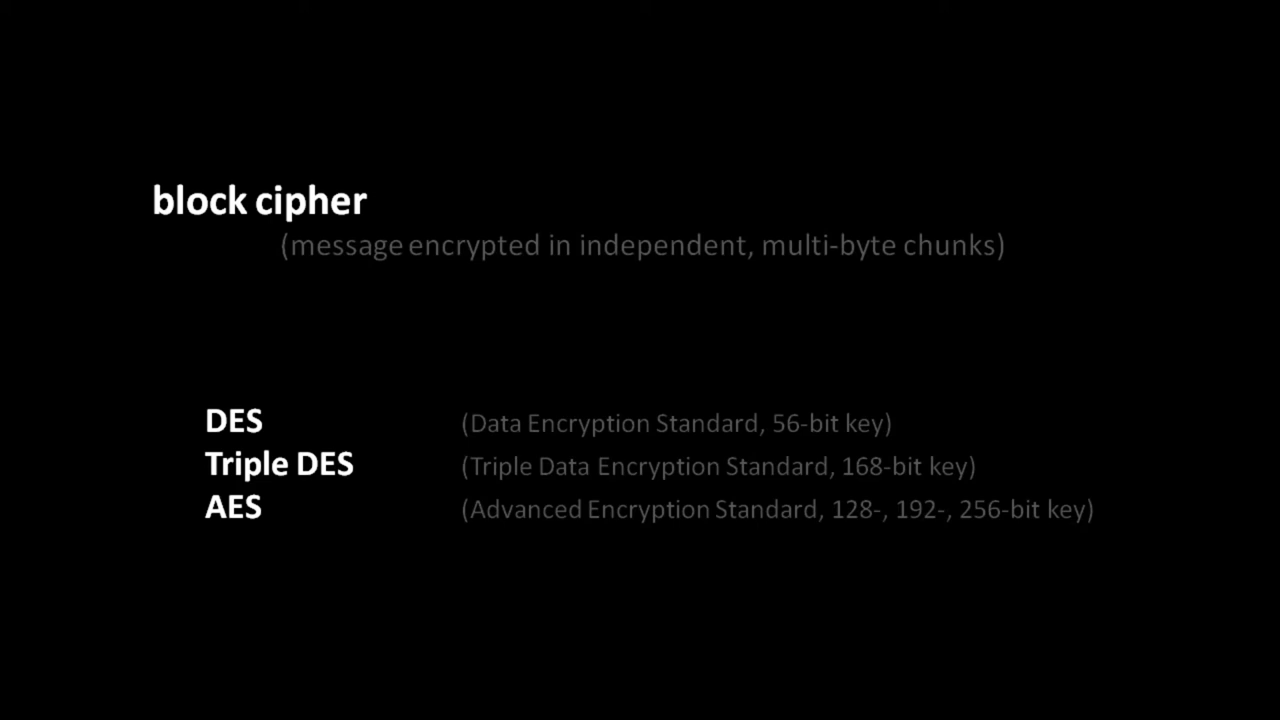 block cipher
(message encrypted in independent, multi-byte chunks)
DES (Data Encryption Standard, 56-bit key)
Triple DES (Triple Data Encryption Standard, 168-bit key)
AES (Advanced Encryption Standard, 128-, 192-, 256-bit key)